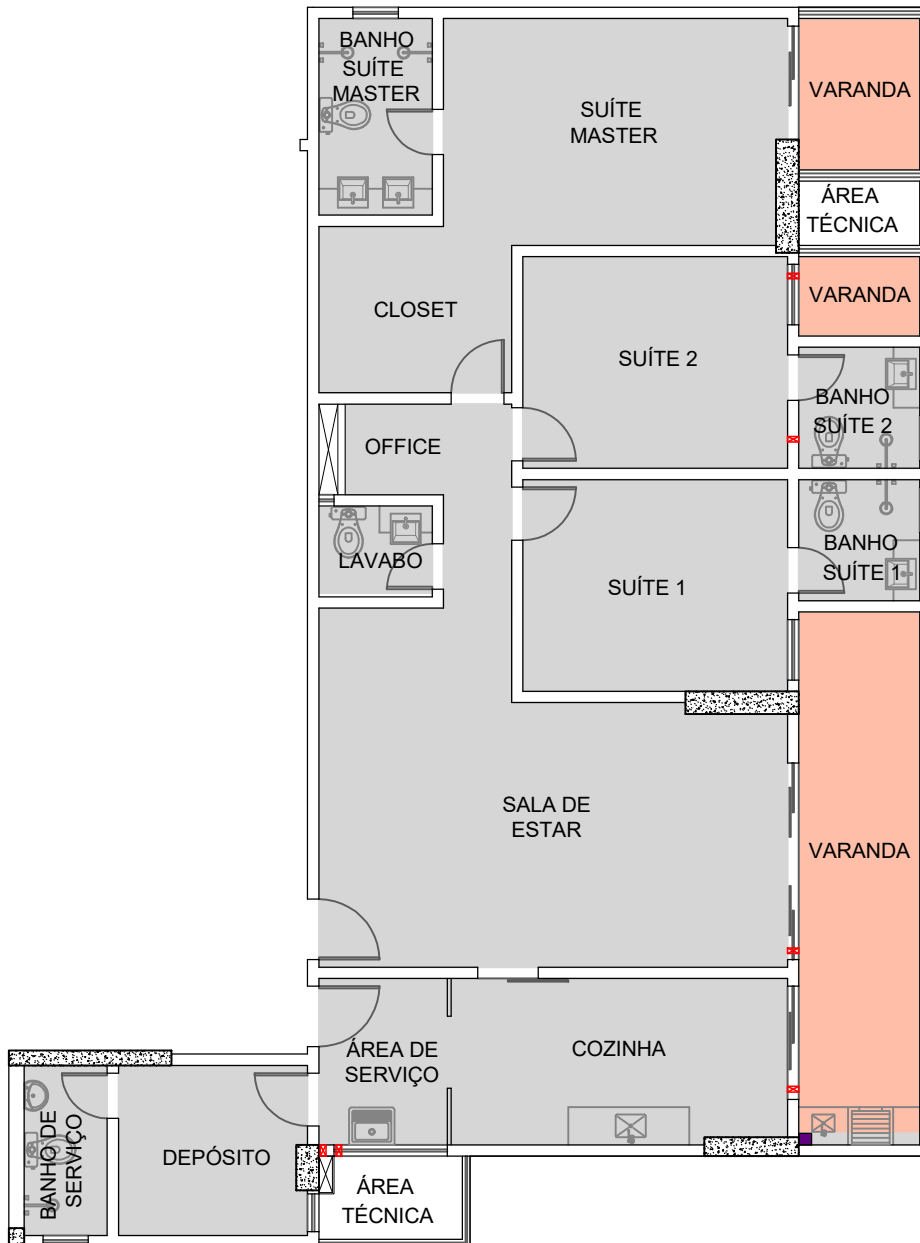 BANHO
SUÍTE
MASTER
SUÍTE
MASTER
VARANDA
ÁREA
TÉCNICA
CLOSET
VARANDA
SUÍTE 2
BANHO
SUÍTE 2
OFFICE
LAVABO
SUÍTE 1
BANHO
SUÍTE 1
SALA DE
ESTAR
VARANDA
ÁREA DE
SERVIÇO
COZINHA
BANHO DE
SERVIÇO
DEPÓSITO
ÁREA
TÉCNICA